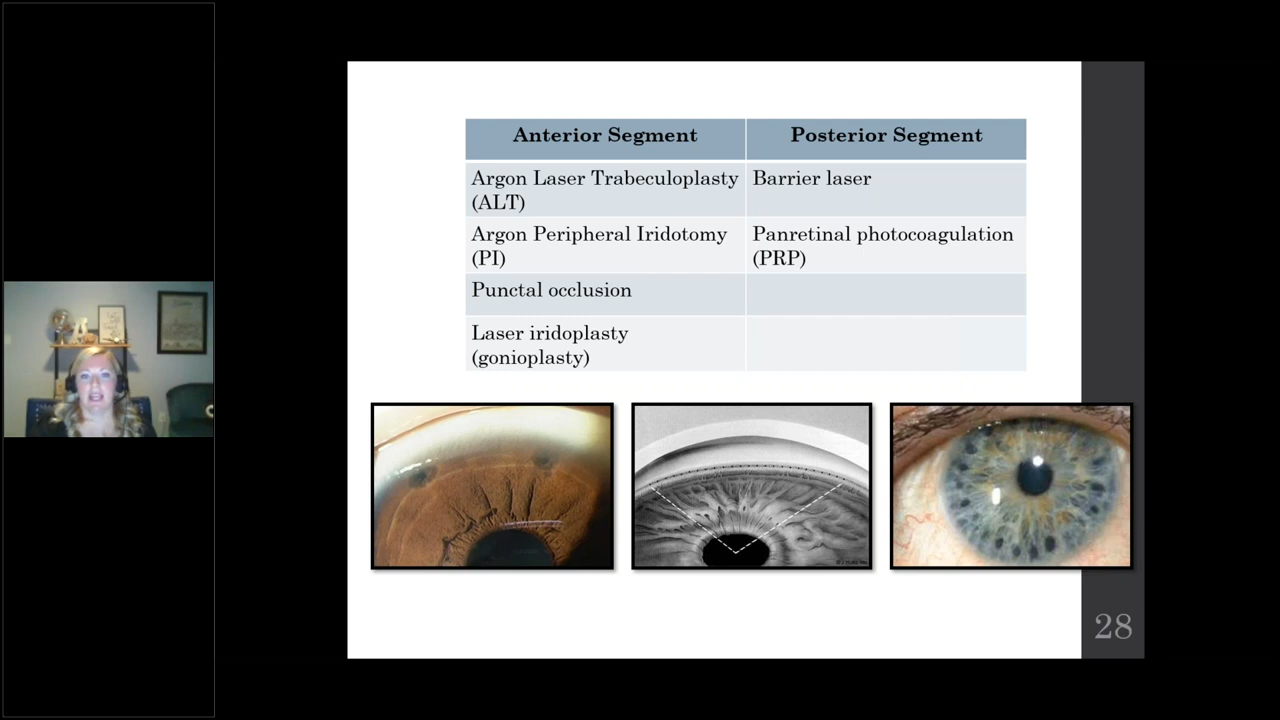 Anterior Segment
Posterior Segment
Argon Laser Trabeculoplasty
(ALT)
Barrier laser
Argon Peripheral Iridotomy
(PI)
Panretinal photocoagulation
(PRP)
Punctal occlusion
Laser iridoplasty
(gonioplasty)
28